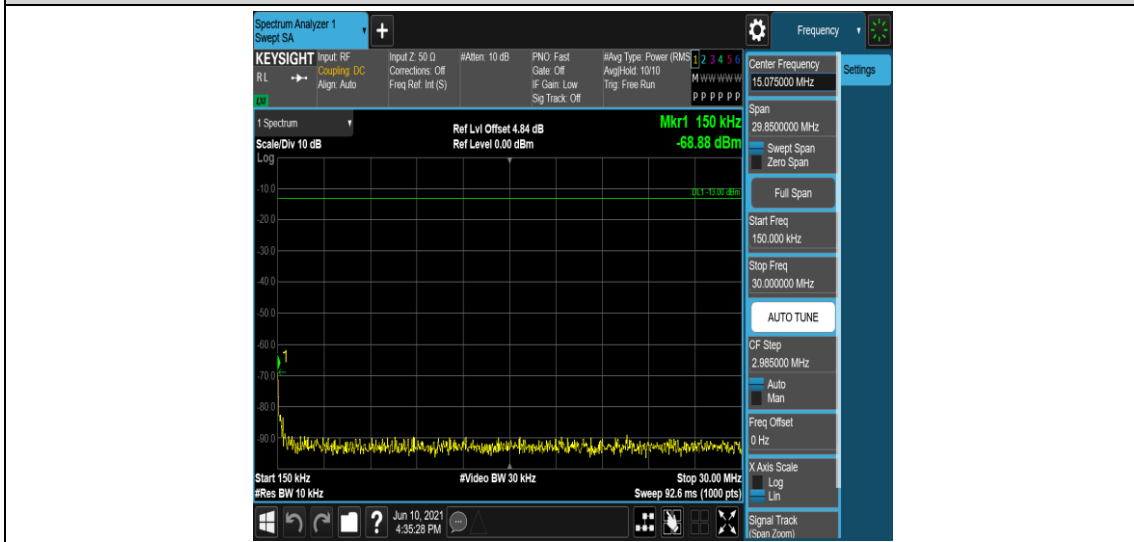 Spectrum Analyzer 1
Swept SA
+
Frequency
KEYSIGHT
RL
LXI
Input: RF
Coupling: DC
Align: Auto
Input Z: 50 Ω
Corrections: Off
Freq Ref: Int (S)
#Atten: 10 dB
PNO: Fast
Gate: Off
IF Gain: Low
Sig Track: Off
#Avg Type: Power (RMS
Avg|Hold: 10/10
Trig: Free Run
1 2 3 4 5 6
M W W W W W
P P P P P P
Center Frequency
15.075000 MHz
Settings
1 Spectrum
Scale/Div 10 dB
Log
Ref Lvl Offset 4.84 dB
Ref Level 0.00 dBm
Mkr1 150 kHz
-68.88 dBm
Span
29.8500000 MHz
Swept Span
Zero Span
Full Span
Start Freq
150.000 kHz
Stop Freq
30.000000 MHz
AUTO TUNE
CF Step
2.985000 MHz
Auto
Man
Freq Offset
0 Hz
X Axis Scale
Log
Lin
Signal Track
(Span Zoom)
DL1 -13.00 dBm
-10.0
-20.0
-30.0
-40.0
-50.0
-60.0
1
-70.0
-80.0
-90.0
Start 150 kHz
#Res BW 10 kHz
#Video BW 30 kHz
Stop 30.00 MHz
Sweep 92.6 ms (1000 pts)
?
Jun 10, 2021
4:35:28 PM